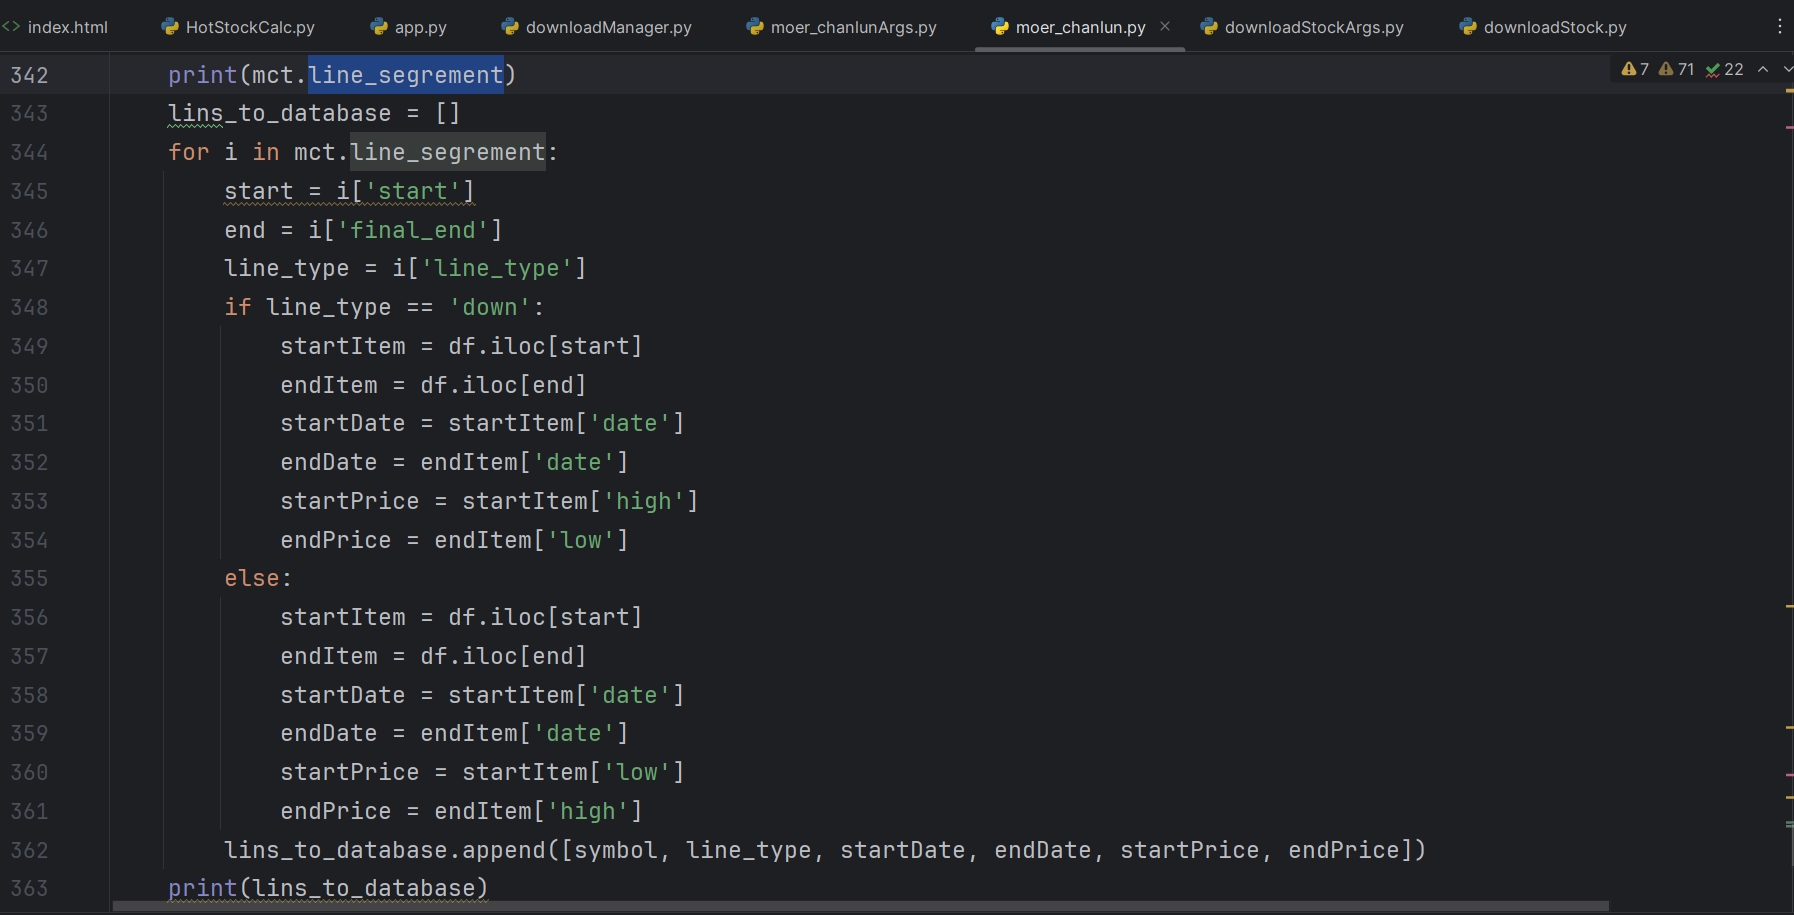 <> index.html HotStockCalc.py app.py downloadManager.py moer_chanlunArgs.py moer_chanlun.py × downloadStockArgs.py downloadStock.py
7 71 22
342 print(mct.line_segrement)
343 lins_to_database = []
344 for i in mct.line_segrement:
345 start = i['start']
346 end = i['final_end']
347 line_type = i['line_type']
348 if line_type == 'down':
349 startItem = df.iloc[start]
350 endItem = df.iloc[end]
351 startDate = startItem['date']
352 endDate = endItem['date']
353 startPrice = startItem['high']
354 endPrice = endItem['low']
355 else:
356 startItem = df.iloc[start]
357 endItem = df.iloc[end]
358 startDate = startItem['date']
359 endDate = endItem['date']
360 startPrice = startItem['low']
361 endPrice = endItem['high']
362 lins_to_database.append([symbol, line_type, startDate, endDate, startPrice, endPrice])
363 print(lins_to_database)